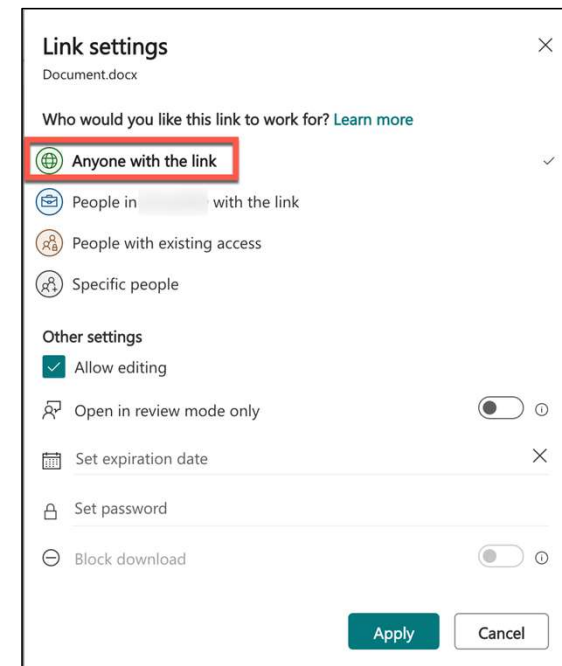 Link settings
Document.docx
Who would you like this link to work for? Learn more
Anyone with the link
People in with the link
People with existing access
Specific people
Other settings
Allow editing
Open in review mode only
Set expiration date
Set password
Block download
Apply Cancel